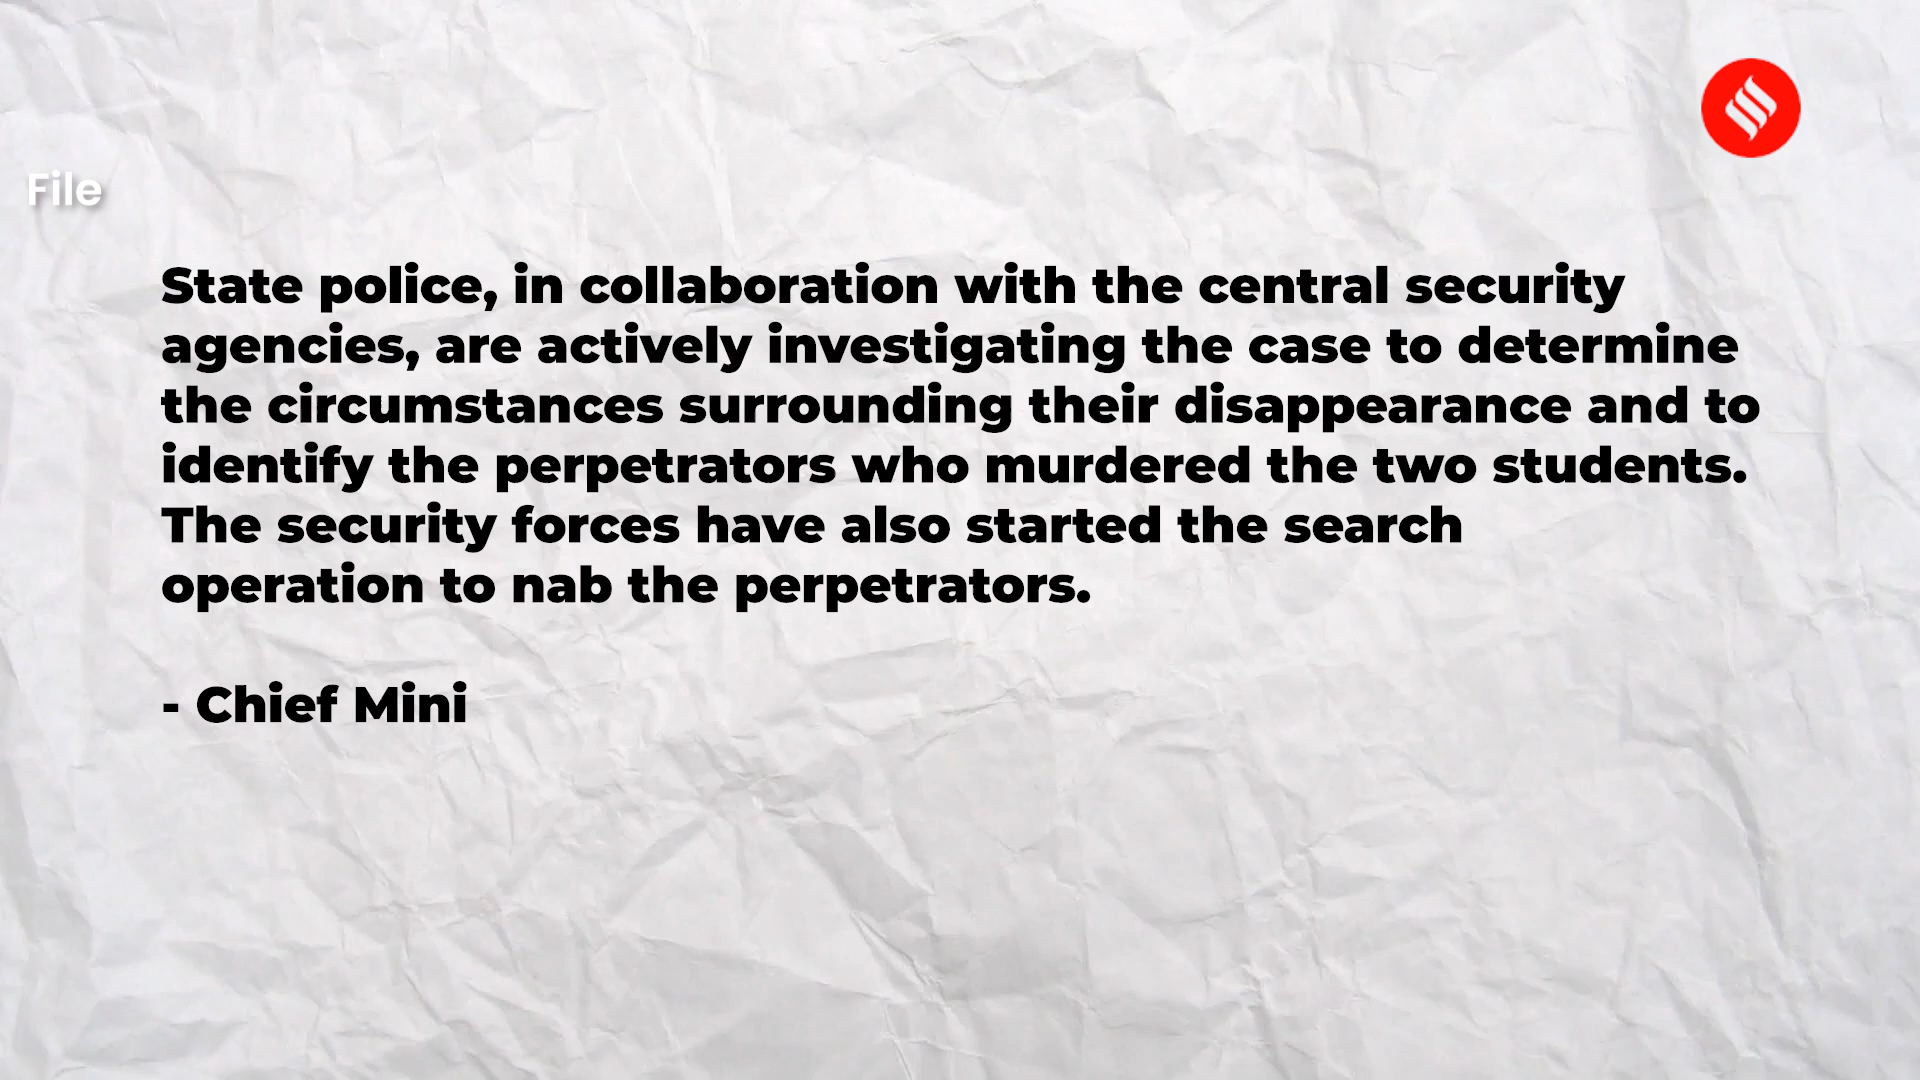 File
State police, in collaboration with the central security
agencies, are actively investigating the case to determine
the circumstances surrounding their disappearance and to
identify the perpetrators who murdered the two students.
The security forces have also started the search
operation to nab the perpetrators.
- Chief Mini